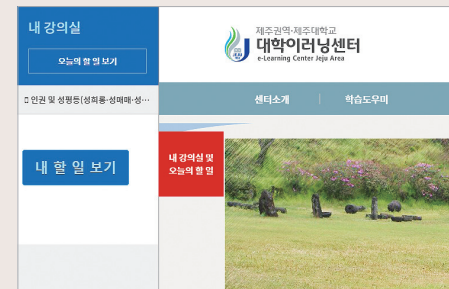 내 강의실
오늘의 할 일 보기
인권 및 성평등(성희롱·성매매·성…
내 할 일 보기
제주권역·제주대학교
대학이러닝센터
e-Learning Center Jeju Area
센터소개
학습도우미
내 강의실 및
오늘의 할 일